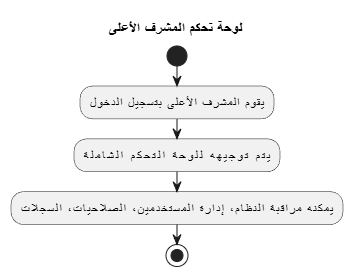 لوحة تحكم المشرف الأعلى
يقوم المشرف الأعلى بتسجيل الدخول
يتم توجيهه للوحة التحكم الشاملة
يمكنه مراقبة النظام، إدارة المستخدمين، الصلاحيات، السجلات